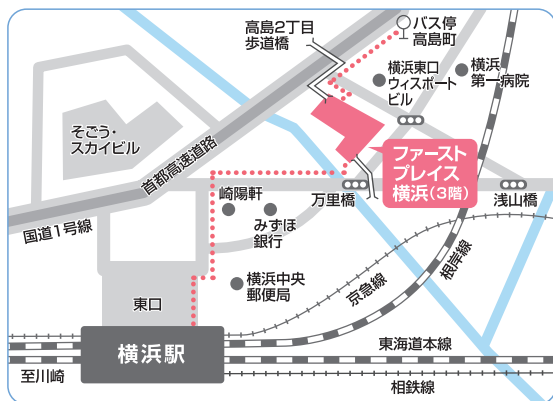 高島2丁目
歩道橋
バス停
高島町
横浜東口
ウィスポート
ビル
横浜
第一病院
そごう・
スカイビル
首都高速道路
国道1号線
ファースト
プレイス
横浜(3階)
崎陽軒
みずほ
銀行
万里橋
浅山橋
横浜中央
郵便局
京急線
根岸線
東口
横浜駅
東海道本線
至川崎
相鉄線